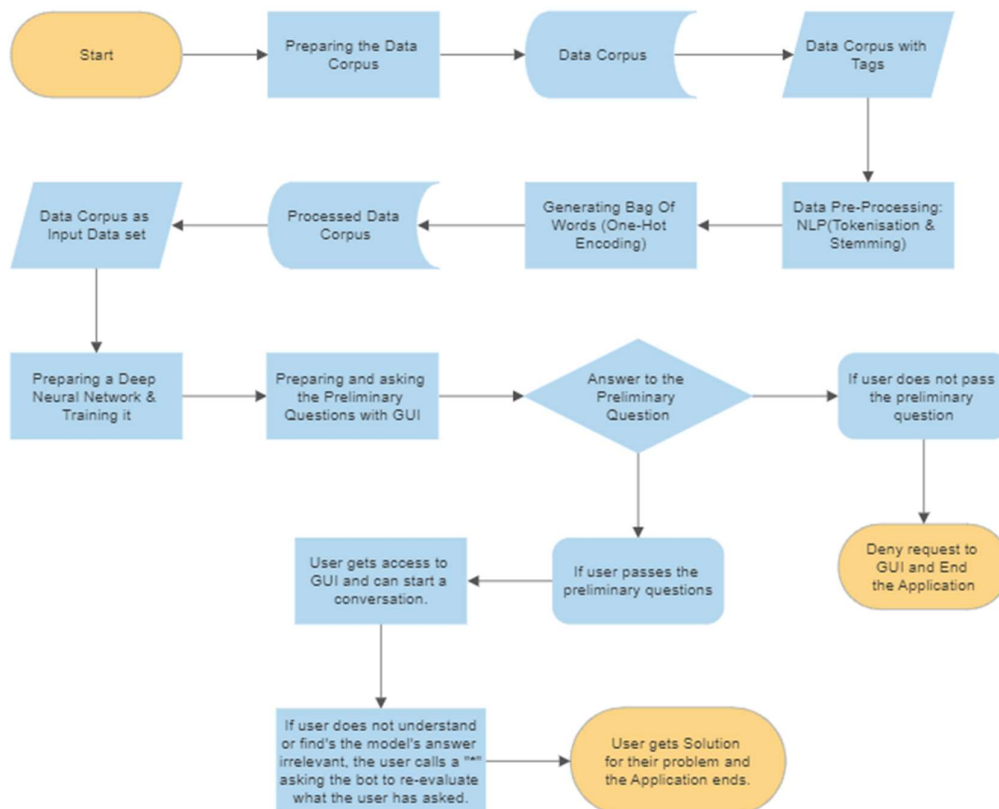 Start
Preparing the Data
Corpus
Data Corpus
Data Corpus with
Tags
Data Corpus as
Input Data set
Processed Data
Corpus
Generating Bag Of
Words (One-Hot
Encoding)
Data Pre-Processing:
NLP(Tokenisation &
Stemming)
Preparing a Deep
Neural Network &
Training it
Preparing and asking
the Preliminary
Questions with GUI
Answer to the
Preliminary
Question
If user does not pass
the preliminary
question
User gets access to
GUI and can start a
conversation.
If user passes the
preliminary questions
Deny request to
GUI and End
the Application
If user does not understand
or find's the model's answer
irrelevant, the user calls a "*"
asking the bot to re-evaluate
what the user has asked.
User gets Solution
for their problem and
the Application ends.